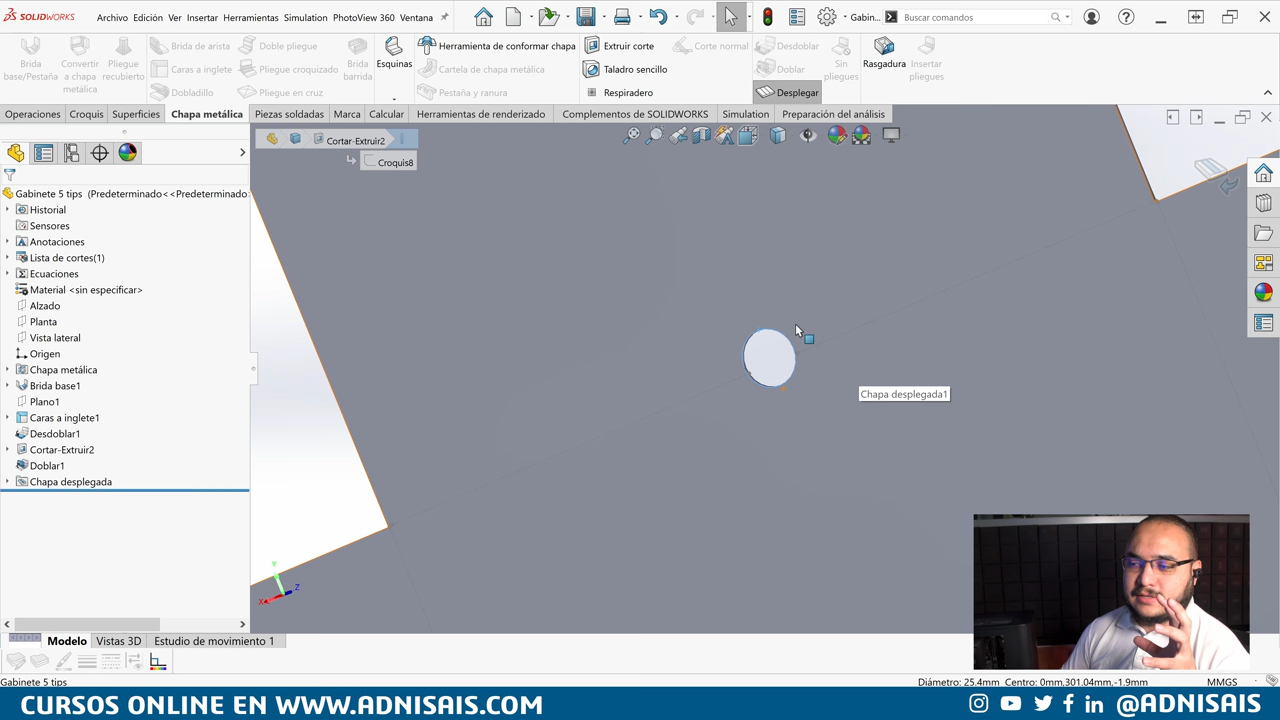 SOLIDWORKS
Archivo Edición Ver Insertar Herramientas Simulation PhotoView 360 Ventana
Gabin...
Buscar comandos
Brida base/Pestaña
Convertir a chapa metálica
Pliegue recubierto
Brida de arista
Caras a inglete
Dobladillo
Doble pliegue
Pliegue croquizado
Pliegue en cruz
Brida barrida
Esquinas
Herramienta de conformar chapa
Cartela de chapa metálica
Pestaña y ranura
Extruir corte
Taladro sencillo
Respiradero
Corte normal
Desdoblar
Doblar
Desplegar
Sin pliegues
Rasgadura
Insertar pliegues
Operaciones Croquis Superficies Chapa metálica Piezas soldadas Marca Calcular Herramientas de renderizado Complementos de SOLIDWORKS Simulation Preparación del análisis
Cortar-Extruir2
Croquis8
Gabinete 5 tips (Predeterminado<<Predeterminado
Historial
Sensores
Anotaciones
Lista de cortes(1)
Ecuaciones
Material <sin especificar>
Alzado
Planta
Vista lateral
Origen
Chapa metálica
Brida base1
Plano1
Caras a inglete1
Desdoblar1
Cortar-Extruir2
Doblar1
Chapa desplegada
Chapa desplegada1
Y
X
Z
Modelo Vistas 3D Estudio de movimiento 1
Gabinete 5 tips
Diámetro: 25.4mm Centro: 0mm,301.04mm,-1.9mm
MMGS
CURSOS ONLINE EN WWW.ADNISAIS.COM
@ADNISAIS